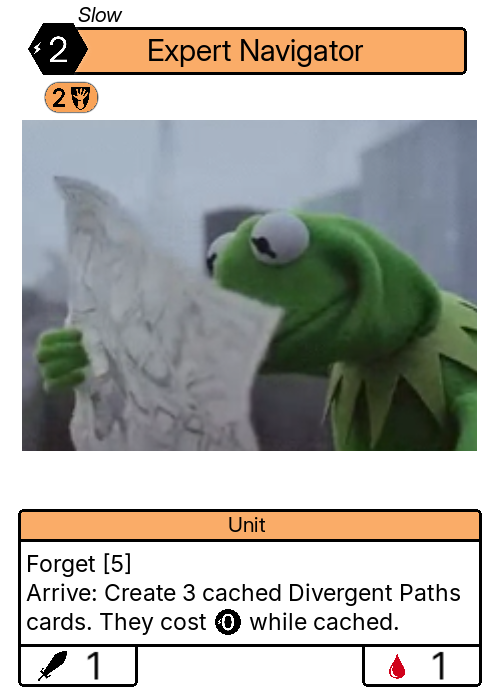 Slow
2 Expert Navigator
2
Unit
Forget [5]
Arrive: Create 3 cached Divergent Paths
cards. They cost 0 while cached.
1 1